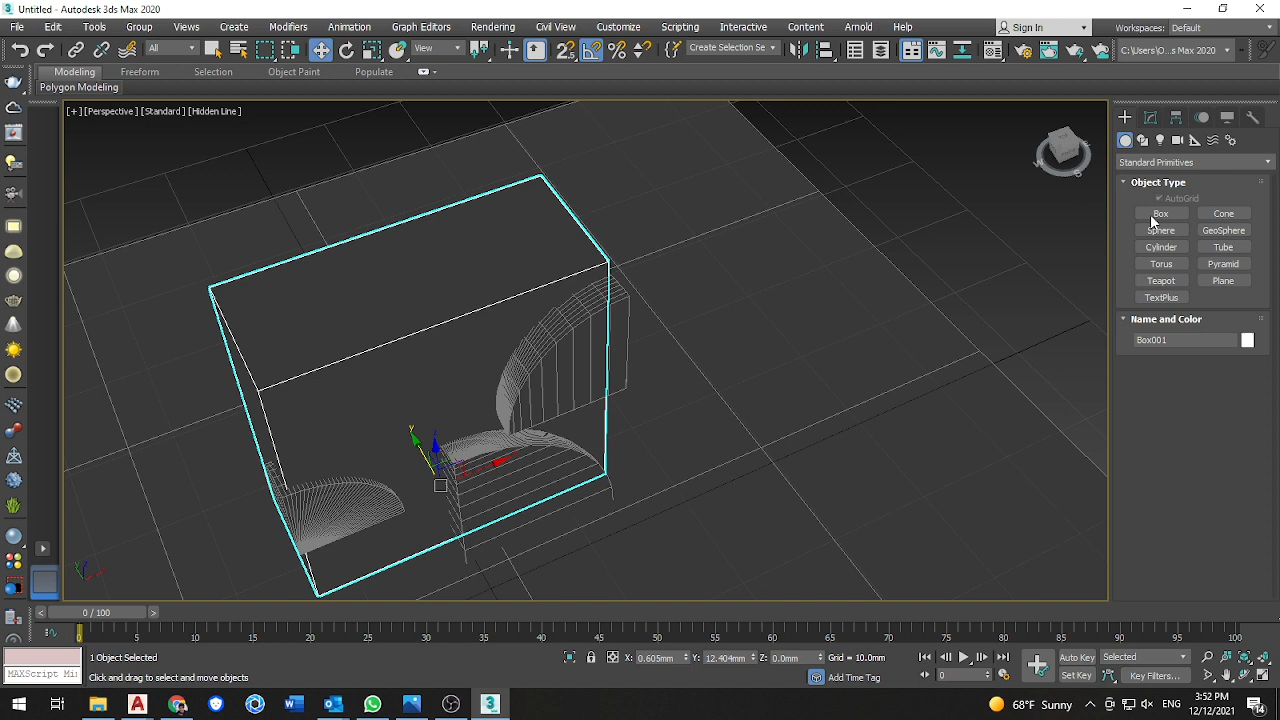 Untitled - Autodesk 3ds Max 2020
File Edit Tools Group Views Create Modifiers Animation Graph Editors Rendering Civil View Customize Scripting Interactive Content Arnold Help Sign In Workspaces: Default
All View Create Selection Se C:\Users\O...s Max 2020
Modeling Freeform Selection Object Paint Populate
Polygon Modeling
[+] [Perspective] [Standard] [Hidden Line]
Standard Primitives
Object Type
AutoGrid
Box Cone
Sphere GeoSphere
Cylinder Tube
Torus Pyramid
Teapot Plane
TextPlus
Name and Color
Box001
0 / 100
0 5 10 15 20 25 30 35 40 45 50 55 60 65 70 75 80 85 90 95 100
1 Object Selected X: 0.605mm Y: 12.404mm Z: 0.0mm Grid = 10.0mm Auto Key Selected
MAXScript Mi Click and drag to select and move objects Add Time Tag 0 Set Key Key Filters...
68°F Sunny ENG 3:52 PM
12/12/2021